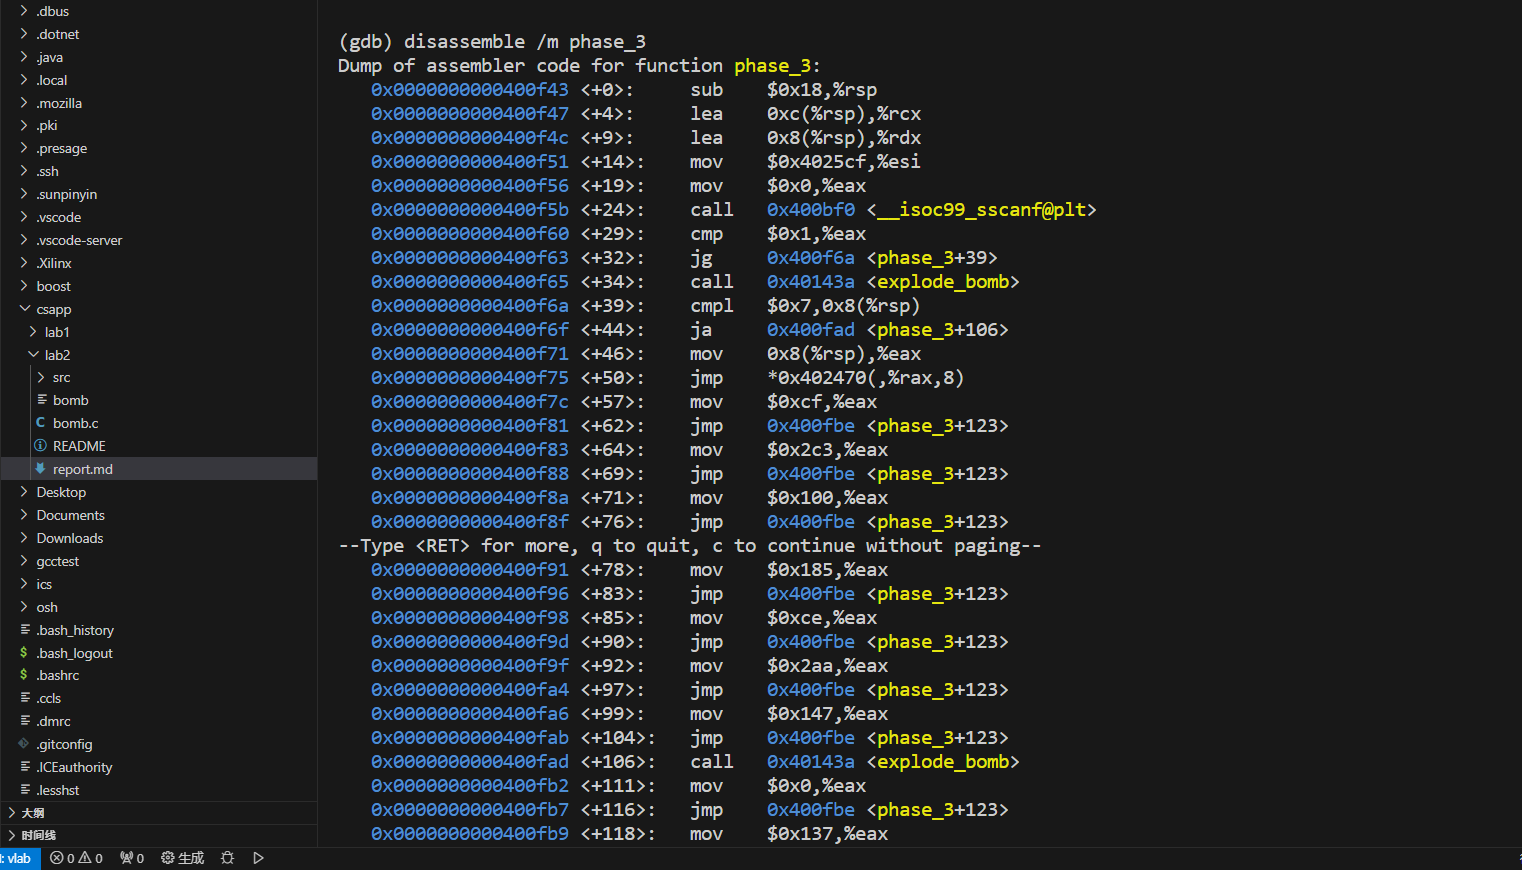 .dbus
.dotnet
.java
.local
.mozilla
.pki
.presage
.ssh
.sunpinyin
.vscode
.vscode-server
.Xilinx
boost
csapp
lab1
lab2
src
bomb
C bomb.c
README
report.md
Desktop
Documents
Downloads
gcctest
ics
osh
.bash_history
$ .bash_logout
$ .bashrc
.ccls
.dmrc
.gitconfig
.ICEauthority
.lesshst
大纲
时间线
(gdb) disassemble /m phase_3
Dump of assembler code for function phase_3:
0x0000000000400f43 <+0>: sub $0x18,%rsp
0x0000000000400f47 <+4>: lea 0xc(%rsp),%rcx
0x0000000000400f4c <+9>: lea 0x8(%rsp),%rdx
0x0000000000400f51 <+14>: mov $0x4025cf,%esi
0x0000000000400f56 <+19>: mov $0x0,%eax
0x0000000000400f5b <+24>: call 0x400bf0 <__isoc99_sscanf@plt>
0x0000000000400f60 <+29>: cmp $0x1,%eax
0x0000000000400f63 <+32>: jg 0x400f6a <phase_3+39>
0x0000000000400f65 <+34>: call 0x40143a <explode_bomb>
0x0000000000400f6a <+39>: cmpl $0x7,0x8(%rsp)
0x0000000000400f6f <+44>: ja 0x400fad <phase_3+106>
0x0000000000400f71 <+46>: mov 0x8(%rsp),%eax
0x0000000000400f75 <+50>: jmp *0x402470(,%rax,8)
0x0000000000400f7c <+57>: mov $0xcf,%eax
0x0000000000400f81 <+62>: jmp 0x400fbe <phase_3+123>
0x0000000000400f83 <+64>: mov $0x2c3,%eax
0x0000000000400f88 <+69>: jmp 0x400fbe <phase_3+123>
0x0000000000400f8a <+71>: mov $0x100,%eax
0x0000000000400f8f <+76>: jmp 0x400fbe <phase_3+123>
--Type <RET> for more, q to quit, c to continue without paging--
0x0000000000400f91 <+78>: mov $0x185,%eax
0x0000000000400f96 <+83>: jmp 0x400fbe <phase_3+123>
0x0000000000400f98 <+85>: mov $0xce,%eax
0x0000000000400f9d <+90>: jmp 0x400fbe <phase_3+123>
0x0000000000400f9f <+92>: mov $0x2aa,%eax
0x0000000000400fa4 <+97>: jmp 0x400fbe <phase_3+123>
0x0000000000400fa6 <+99>: mov $0x147,%eax
0x0000000000400fab <+104>: jmp 0x400fbe <phase_3+123>
0x0000000000400fad <+106>: call 0x40143a <explode_bomb>
0x0000000000400fb2 <+111>: mov $0x0,%eax
0x0000000000400fb7 <+116>: jmp 0x400fbe <phase_3+123>
0x0000000000400fb9 <+118>: mov $0x137,%eax
: vlab 0 0 0 生成